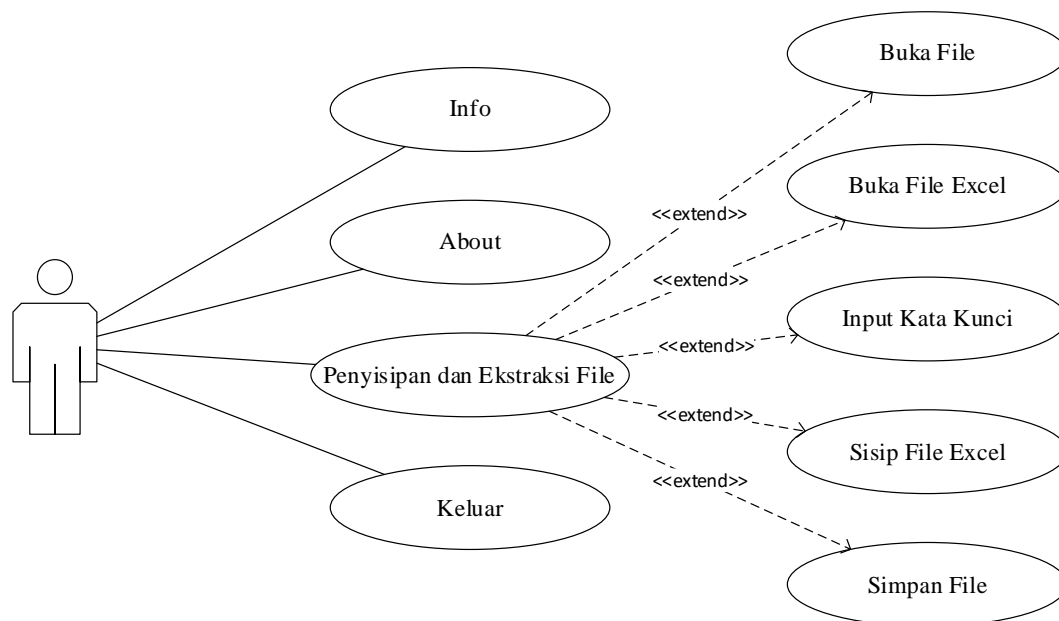 Buka File
Info
Buka File Excel
<<extend>>
About
<<extend>>
Input Kata Kunci
<<extend>>
Penyisipan dan Ekstraksi File
<<extend>>
Sisip File Excel
<<extend>>
Keluar
Simpan File